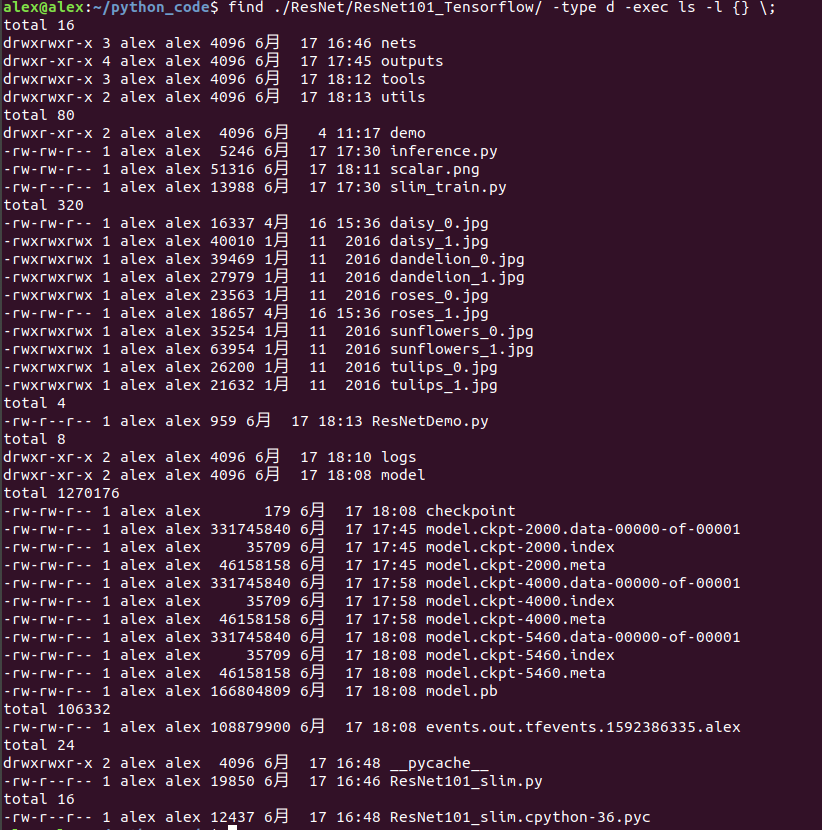 alex@alex:~/python_code$ find ./ResNet/ResNet101_Tensorflow/ -type d -exec ls -l {} \;
total 16
drwxrwxr-x 3 alex alex 4096 6月  17 16:46 nets
drwxr-xr-x 4 alex alex 4096 6月  17 17:45 outputs
drwxrwxr-x 3 alex alex 4096 6月  17 18:12 tools
drwxrwxr-x 2 alex alex 4096 6月  17 18:13 utils
total 80
drwxr-xr-x 2 alex alex  4096 6月   4 11:17 demo
-rw-rw-r-- 1 alex alex  5246 6月  17 17:30 inference.py
-rw-rw-r-- 1 alex alex 51316 6月  17 18:11 scalar.png
-rw-rw-r-- 1 alex alex 13988 6月  17 17:30 slim_train.py
total 320
-rw-rw-r-- 1 alex alex 16337 4月  16 15:36 daisy_0.jpg
-rwxrwxrwx 1 alex alex 40010 1月  11  2016 daisy_1.jpg
-rwxrwxrwx 1 alex alex 39469 1月  11  2016 dandelion_0.jpg
-rwxrwxrwx 1 alex alex 27979 1月  11  2016 dandelion_1.jpg
-rwxrwxrwx 1 alex alex 23563 1月  11  2016 roses_0.jpg
-rw-rw-r-- 1 alex alex 18657 4月  16 15:36 roses_1.jpg
-rwxrwxrwx 1 alex alex 35254 1月  11  2016 sunflowers_0.jpg
-rwxrwxrwx 1 alex alex 63954 1月  11  2016 sunflowers_1.jpg
-rwxrwxrwx 1 alex alex 26200 1月  11  2016 tulips_0.jpg
-rwxrwxrwx 1 alex alex 21632 1月  11  2016 tulips_1.jpg
total 4
-rw-r--r-- 1 alex alex 959 6月  17 18:13 ResNetDemo.py
total 8
drwxr-xr-x 2 alex alex 4096 6月  17 18:10 logs
drwxr-xr-x 2 alex alex 4096 6月  17 18:08 model
total 1270176
-rw-rw-r-- 1 alex alex       179 6月  17 18:08 checkpoint
-rw-rw-r-- 1 alex alex 331745840 6月  17 17:45 model.ckpt-2000.data-00000-of-00001
-rw-rw-r-- 1 alex alex     35709 6月  17 17:45 model.ckpt-2000.index
-rw-rw-r-- 1 alex alex  46158158 6月  17 17:45 model.ckpt-2000.meta
-rw-rw-r-- 1 alex alex 331745840 6月  17 17:58 model.ckpt-4000.data-00000-of-00001
-rw-rw-r-- 1 alex alex     35709 6月  17 17:58 model.ckpt-4000.index
-rw-rw-r-- 1 alex alex  46158158 6月  17 17:58 model.ckpt-4000.meta
-rw-rw-r-- 1 alex alex 331745840 6月  17 18:08 model.ckpt-5460.data-00000-of-00001
-rw-rw-r-- 1 alex alex     35709 6月  17 18:08 model.ckpt-5460.index
-rw-rw-r-- 1 alex alex  46158158 6月  17 18:08 model.ckpt-5460.meta
-rw-rw-r-- 1 alex alex 166804809 6月  17 18:08 model.pb
total 106332
-rw-rw-r-- 1 alex alex 108879900 6月  17 18:08 events.out.tfevents.1592386335.alex
total 24
drwxrwxr-x 2 alex alex  4096 6月  17 16:48 __pycache__
-rw-r--r-- 1 alex alex 19850 6月  17 16:46 ResNet101_slim.py
total 16
-rw-rw-r-- 1 alex alex 12437 6月  17 16:48 ResNet101_slim.cpython-36.pyc